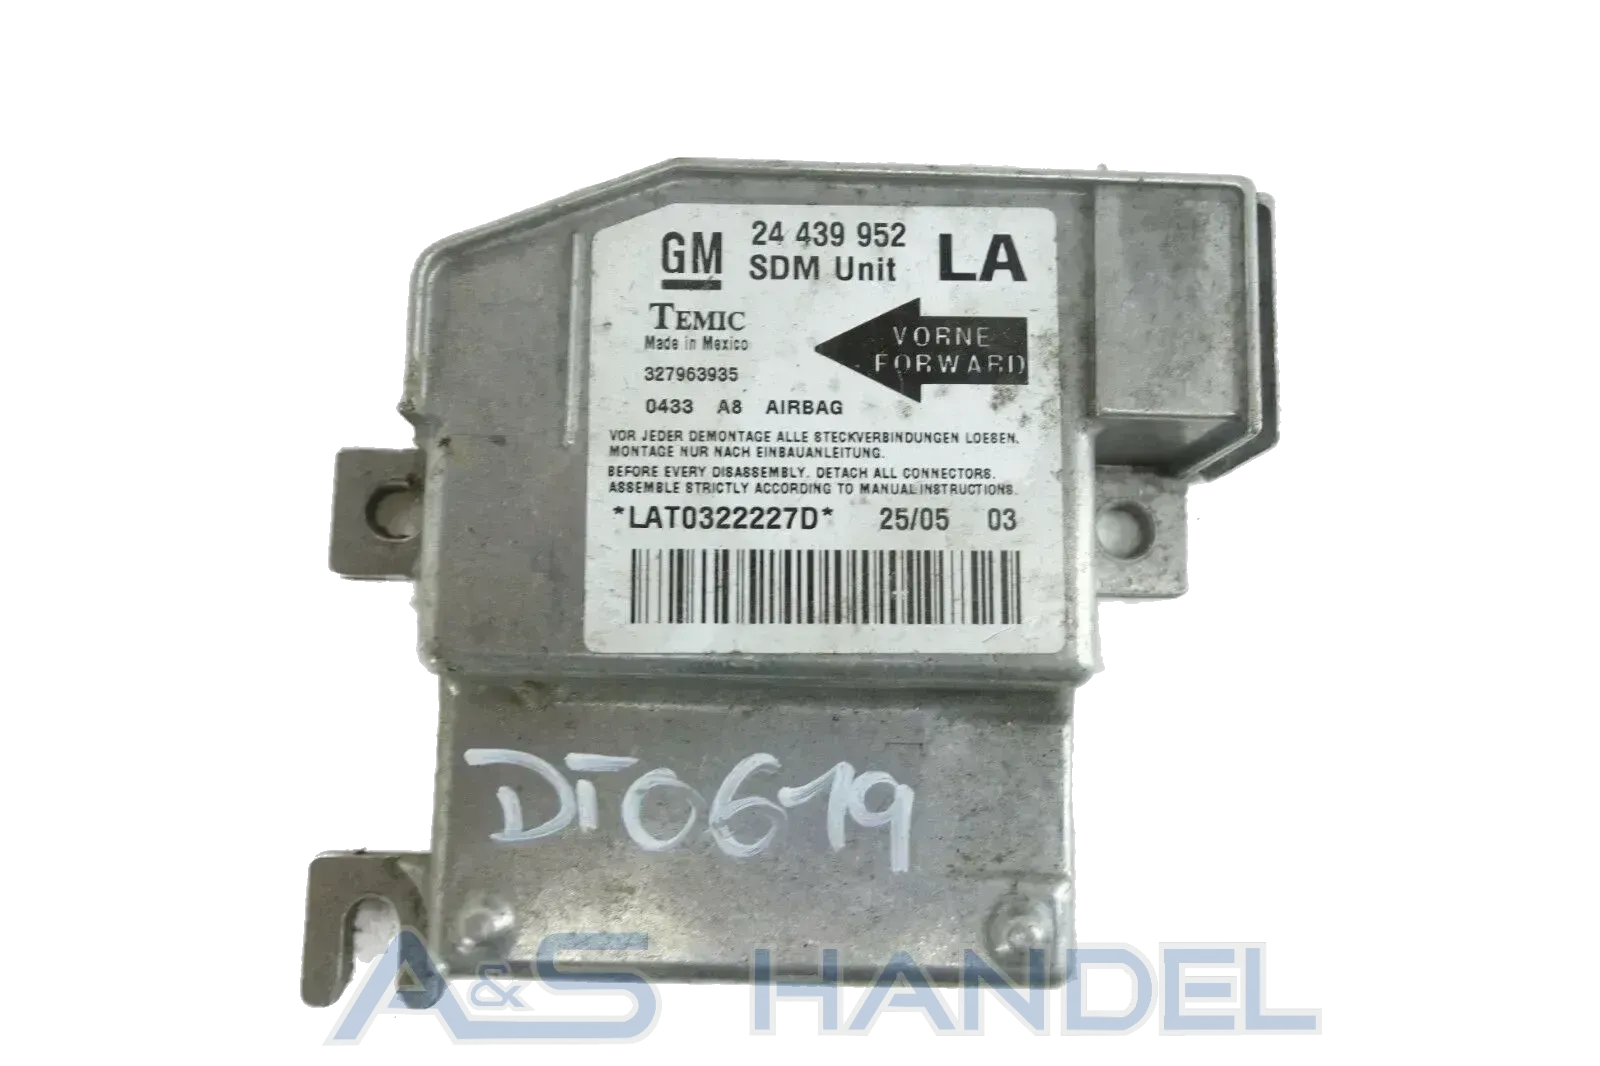 GM 24 439 952 LA
SDM Unit
TEMIC
Made in Mexico
VORNE
FORWARD
327963935
0433 A8 AIRBAG
VOR JEDER DEMONTAGE ALLE STECKVERBINDUNGEN LOESEN.
MONTAGE NUR NACH EINBAUANLEITUNG.
BEFORE EVERY DISASSEMBLY. DETACH ALL CONNECTORS.
ASSEMBLE STRICTLY ACCORDING TO MANUAL INSTRUCTIONS.
*LAT0322227D* 25/05 03
DT0619
A&S HANDEL